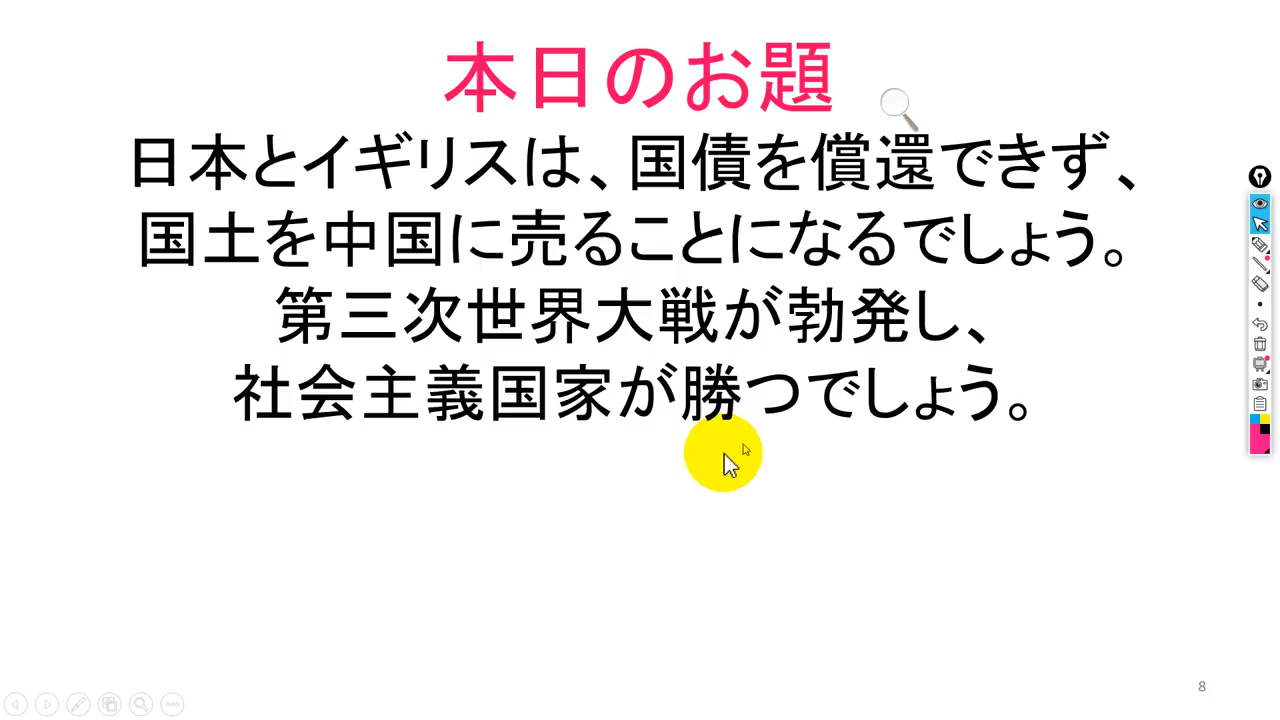 本日のお題
日本とイギリスは、国債を償還できず、
国土を中国に売ることになるでしょう。
第三次世界大戦が勃発し、
社会主義国家が勝つでしょう。
8